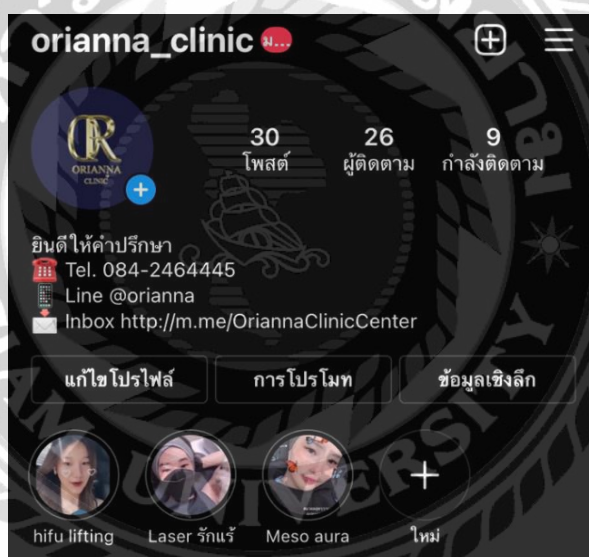 orianna_clinic ม...
ORIANNA
CLINIC
30 26 9
โพสต์ ผู้ติดตาม กำลังติดตาม
ยินดีให้คำปรึกษา
Tel. 084-2464445
Line @orianna
Inbox http://m.me/OriannaClinicCenter
แก้ไขโปรไฟล์ การโปรโมท ข้อมูลเชิงลึก
hifu lifting Laser รักแร้ Meso aura ใหม่
UNIVERSITY